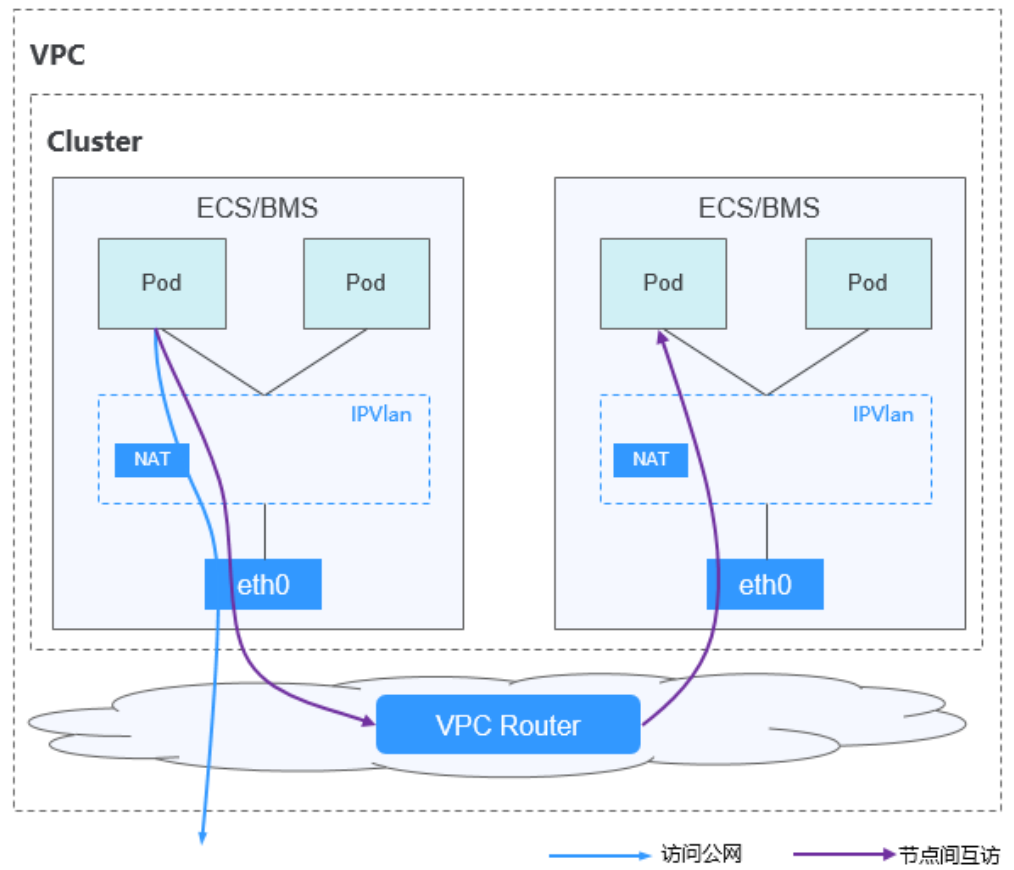 VPC
Cluster
ECS/BMS
Pod
Pod
IPVlan
NAT
eth0
ECS/BMS
Pod
Pod
IPVlan
NAT
eth0
VPC Router
访问公网
节点间互访